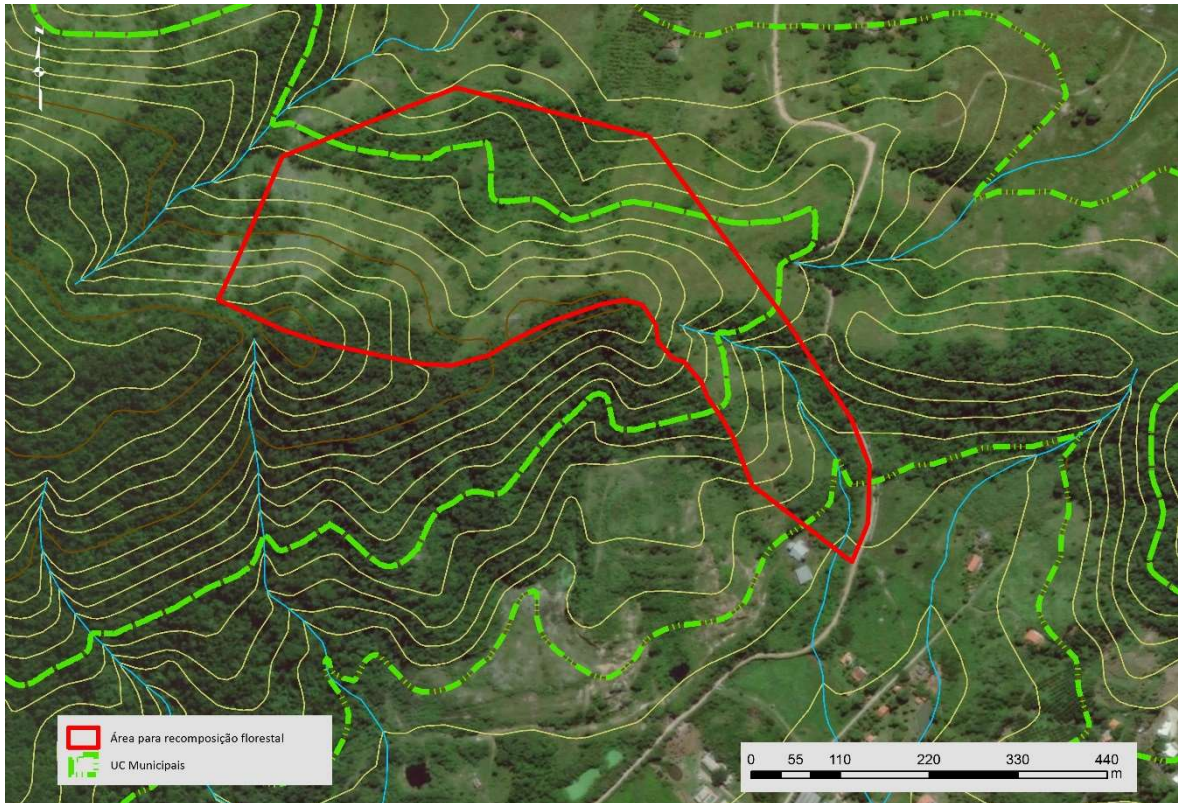 N
Área para recomposição florestal
UC Municipais
0 55 110 220 330 440
m